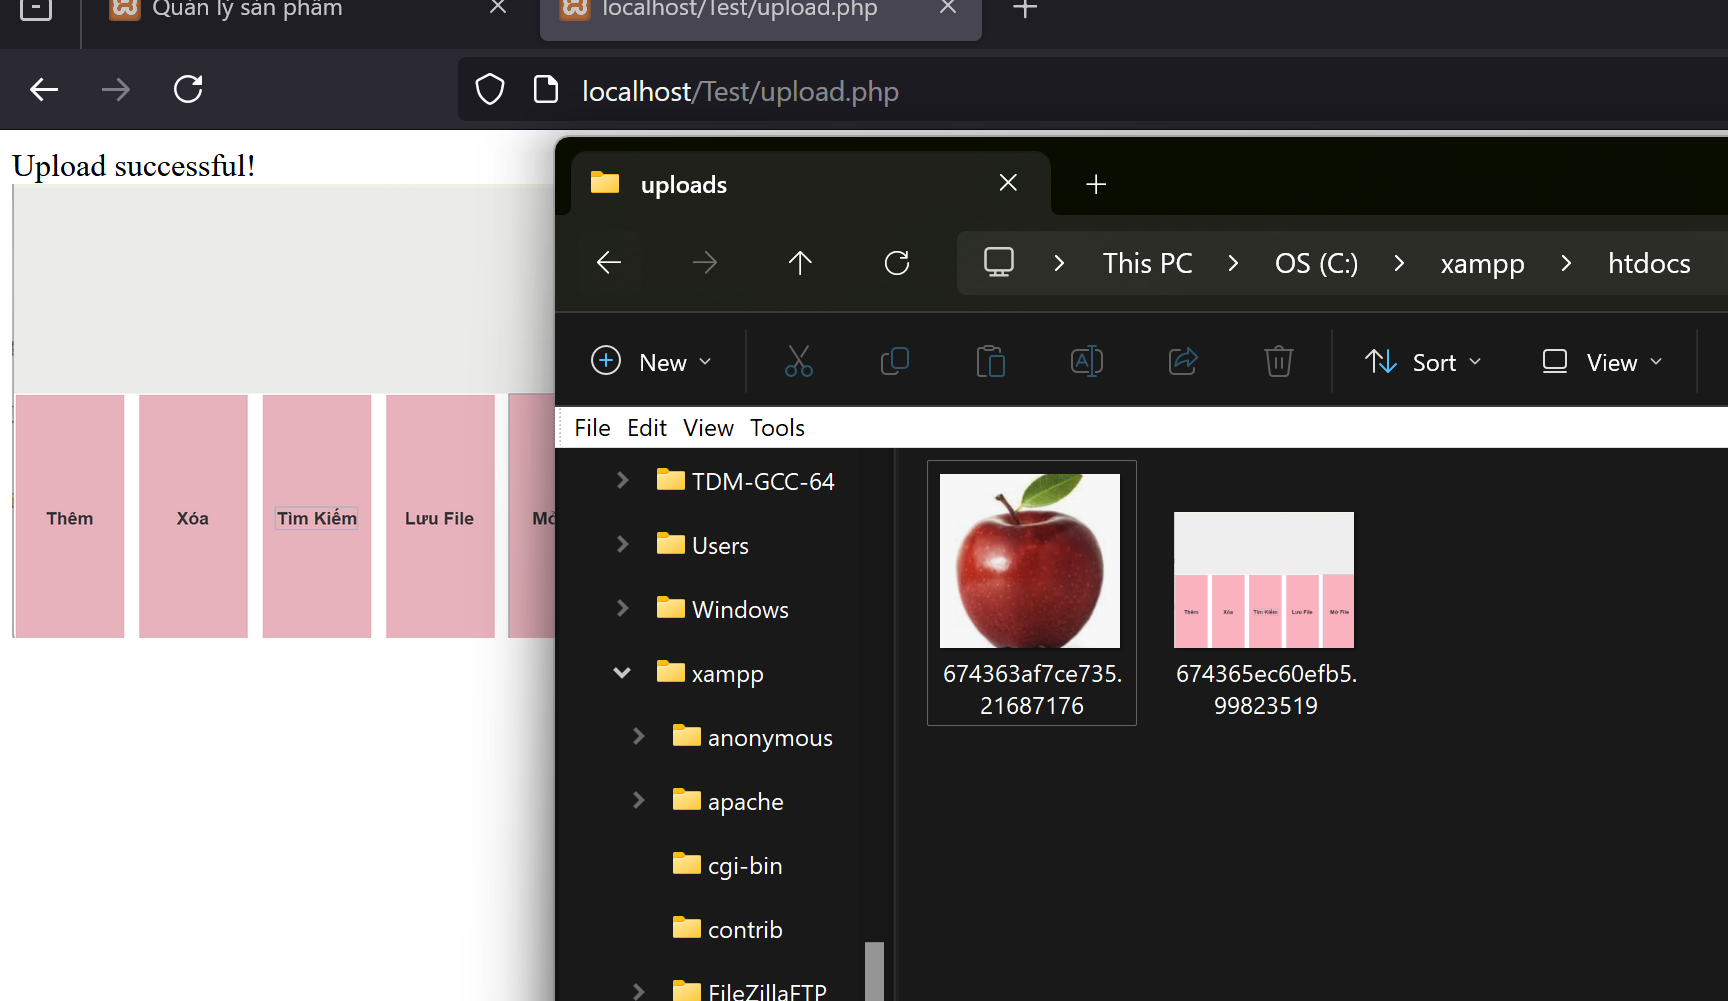 Quản lý sản phẩm
localhost/Test/upload.php
localhost/Test/upload.php
Upload successful!
Thêm
Xóa
Tìm Kiếm
Lưu File
uploads
This PC
OS (C:)
xampp
htdocs
New
Sort
View
File Edit View Tools
TDM-GCC-64
Users
Windows
xampp
anonymous
apache
cgi-bin
contrib
FileZillaFTP
674363af7ce735.
21687176
Thêm
Xóa
Tìm Kiếm
Lưu File
Mở File
674365ec60efb5.
99823519